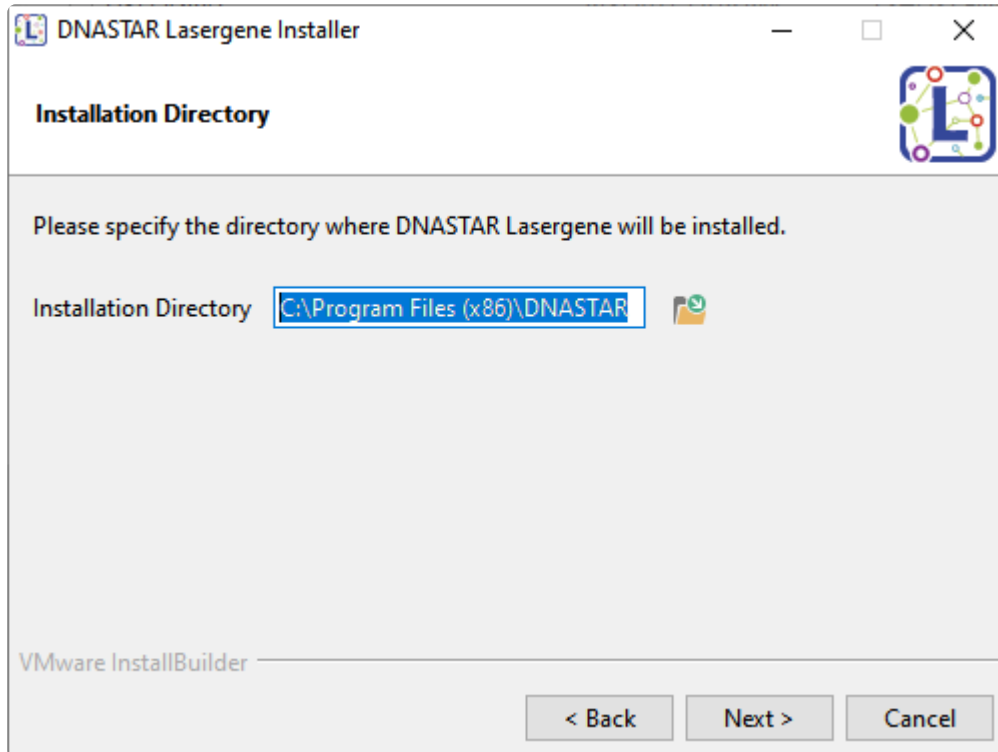 DNASTAR Lasergene Installer
Installation Directory
L
Please specify the directory where DNASTAR Lasergene will be installed.
Installation Directory C:\Program Files (x86)\DNASTAR
VMware InstallBuilder
< Back Next > Cancel